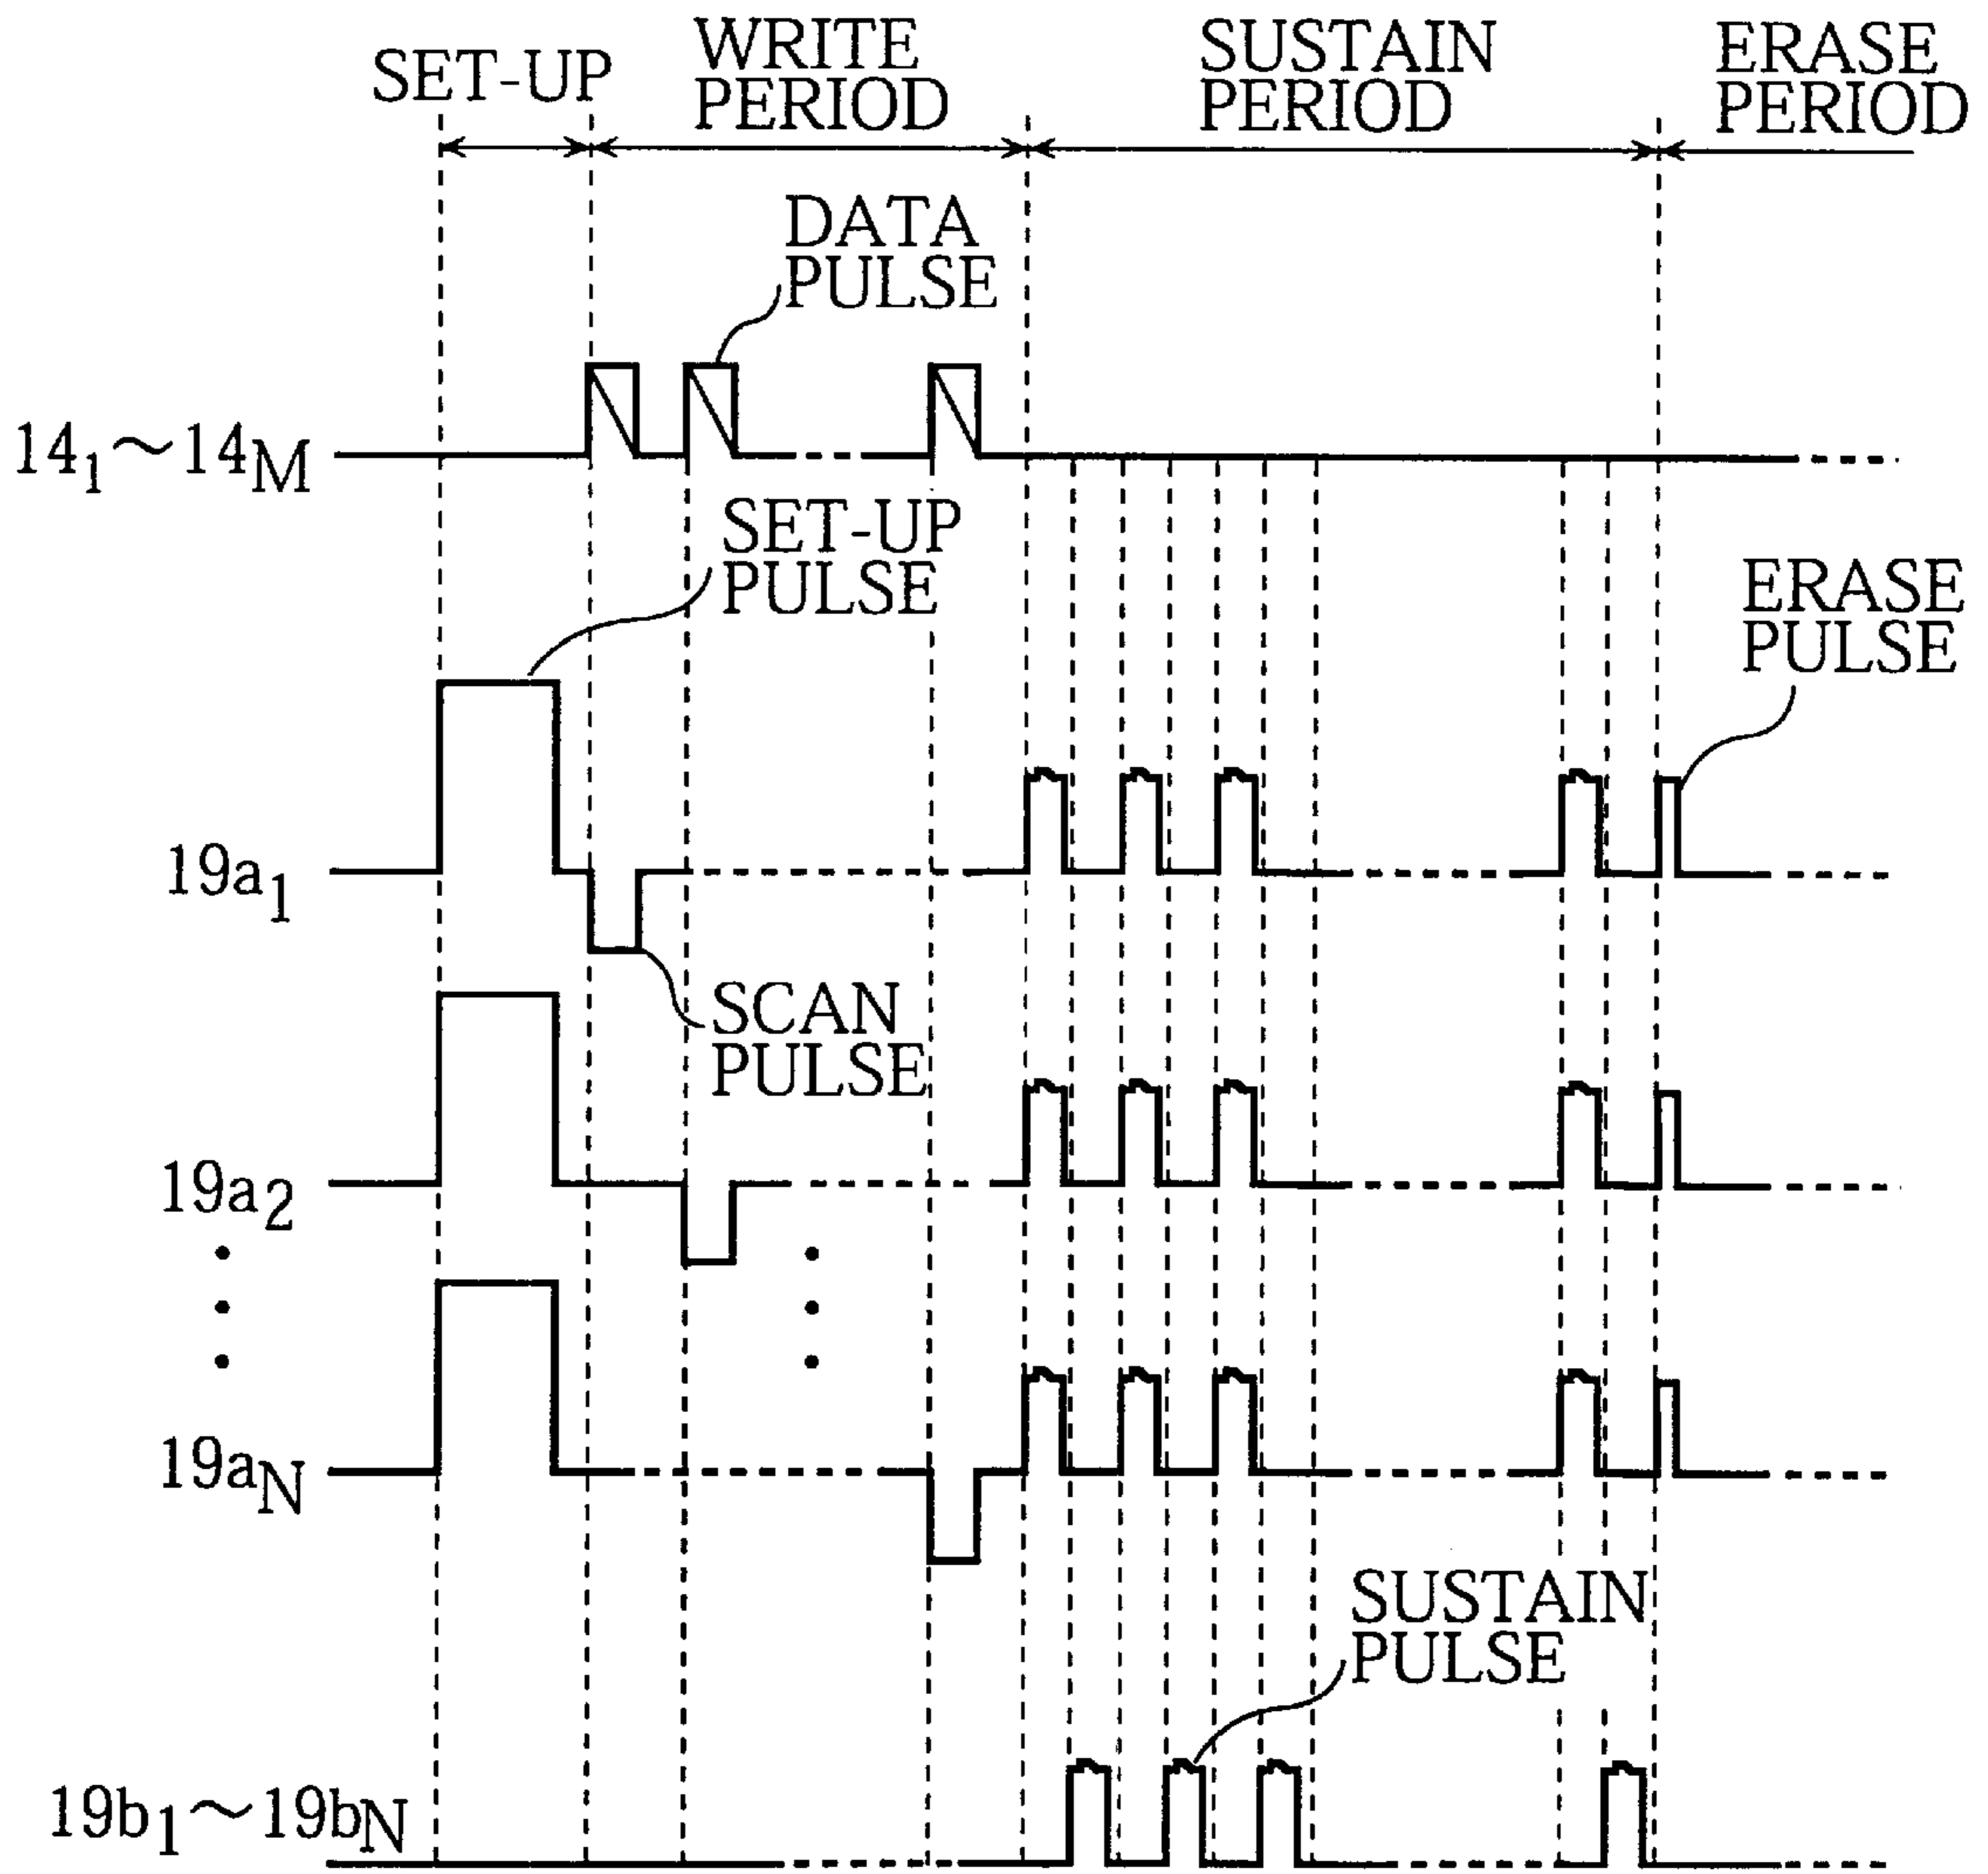 SET-UP
WRITE
PERIOD
SUSTAIN
PERIOD
ERASE
PERIOD
DATA
PULSE
14₁～14M
SET-UP
PULSE
ERASE
PULSE
19a₁
SCAN
PULSE
19a₂
19aN
SUSTAIN
PULSE
19b₁～19bN